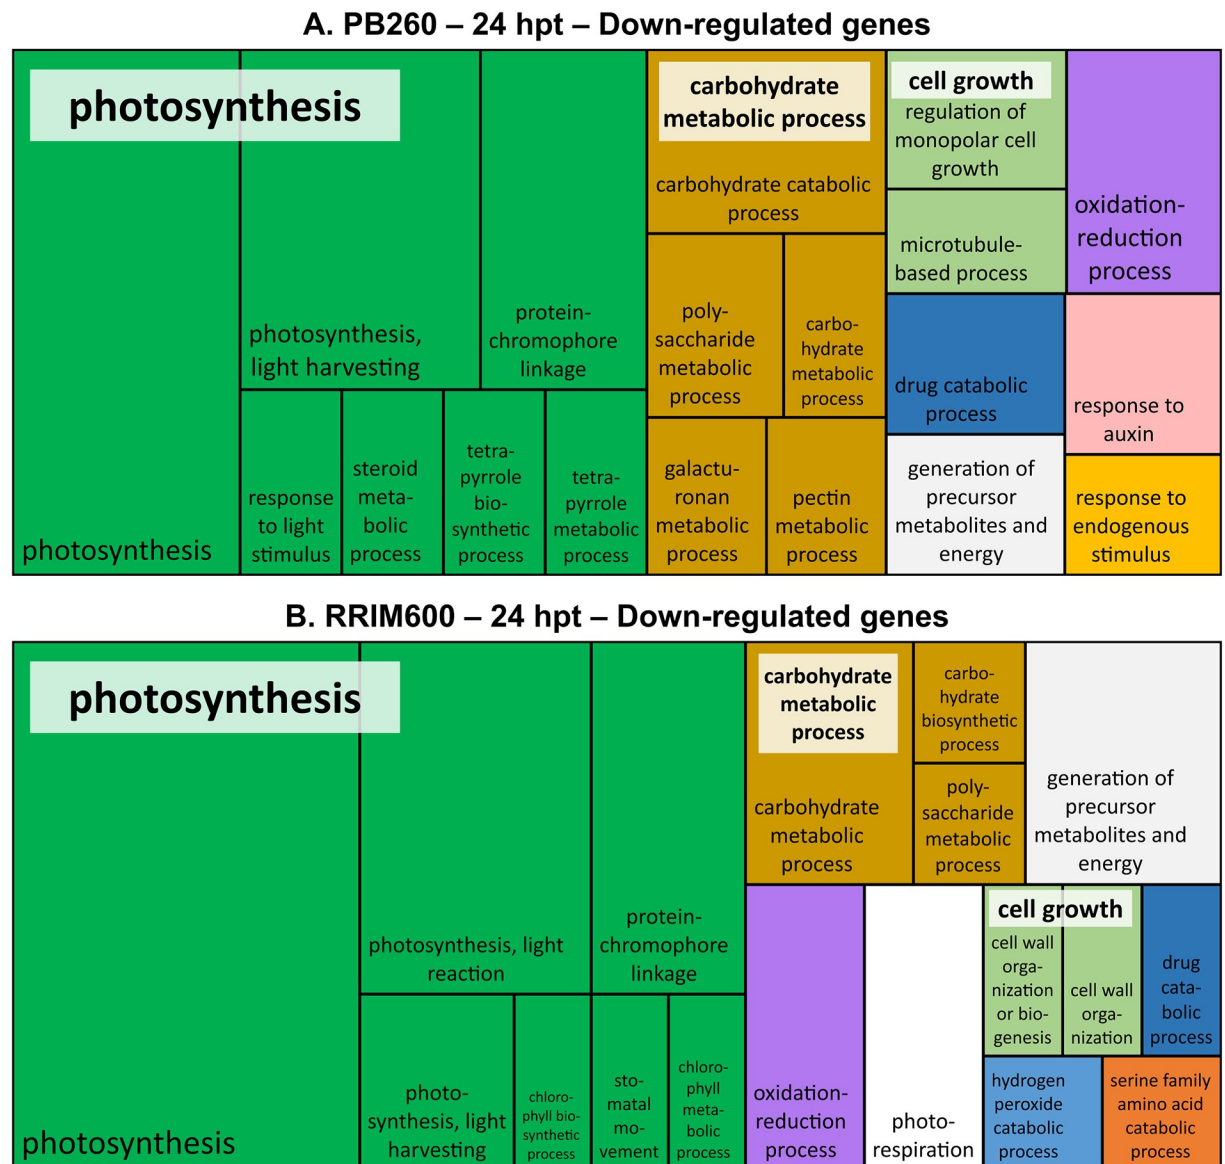 A. PB260 – 24 hpt – Down-regulated genes
photosynthesis
photosynthesis
photosynthesis,
light harvesting
protein-
chromophore
linkage
response
to light
stimulus
steroid
meta-
bolic
process
tetra-
pyrrole
bio-
synthetic
process
tetra-
pyrrole
metabolic
process
carbohydrate
metabolic process
carbohydrate catabolic
process
poly-
saccharide
metabolic
process
carbo-
hydrate
metabolic
process
galactu-
ronan
metabolic
process
pectin
metabolic
process
cell growth
regulation of
monopolar cell
growth
microtubule-
based process
drug catabolic
process
generation of
precursor
metabolites and
energy
oxidation-
reduction
process
response to
auxin
response to
endogenous
stimulus
B. RRIM600 – 24 hpt – Down-regulated genes
photosynthesis
photosynthesis
photosynthesis, light
reaction
protein-
chromophore
linkage
photo-
synthesis, light
harvesting
chloro-
phyll bio-
synthetic
process
sto-
matal
mo-
vement
chloro-
phyll
meta-
bolic
process
carbohydrate
metabolic
process
carbohydrate
metabolic
process
carbo-
hydrate
biosynthetic
process
poly-
saccharide
metabolic
process
generation of
precursor
metabolites and
energy
oxidation-
reduction
process
photo-
respiration
cell growth
cell wall
orga-
nization
or bio-
genesis
cell wall
orga-
nization
drug
cata-
bolic
process
hydrogen
peroxide
catabolic
process
serine family
amino acid
catabolic
process